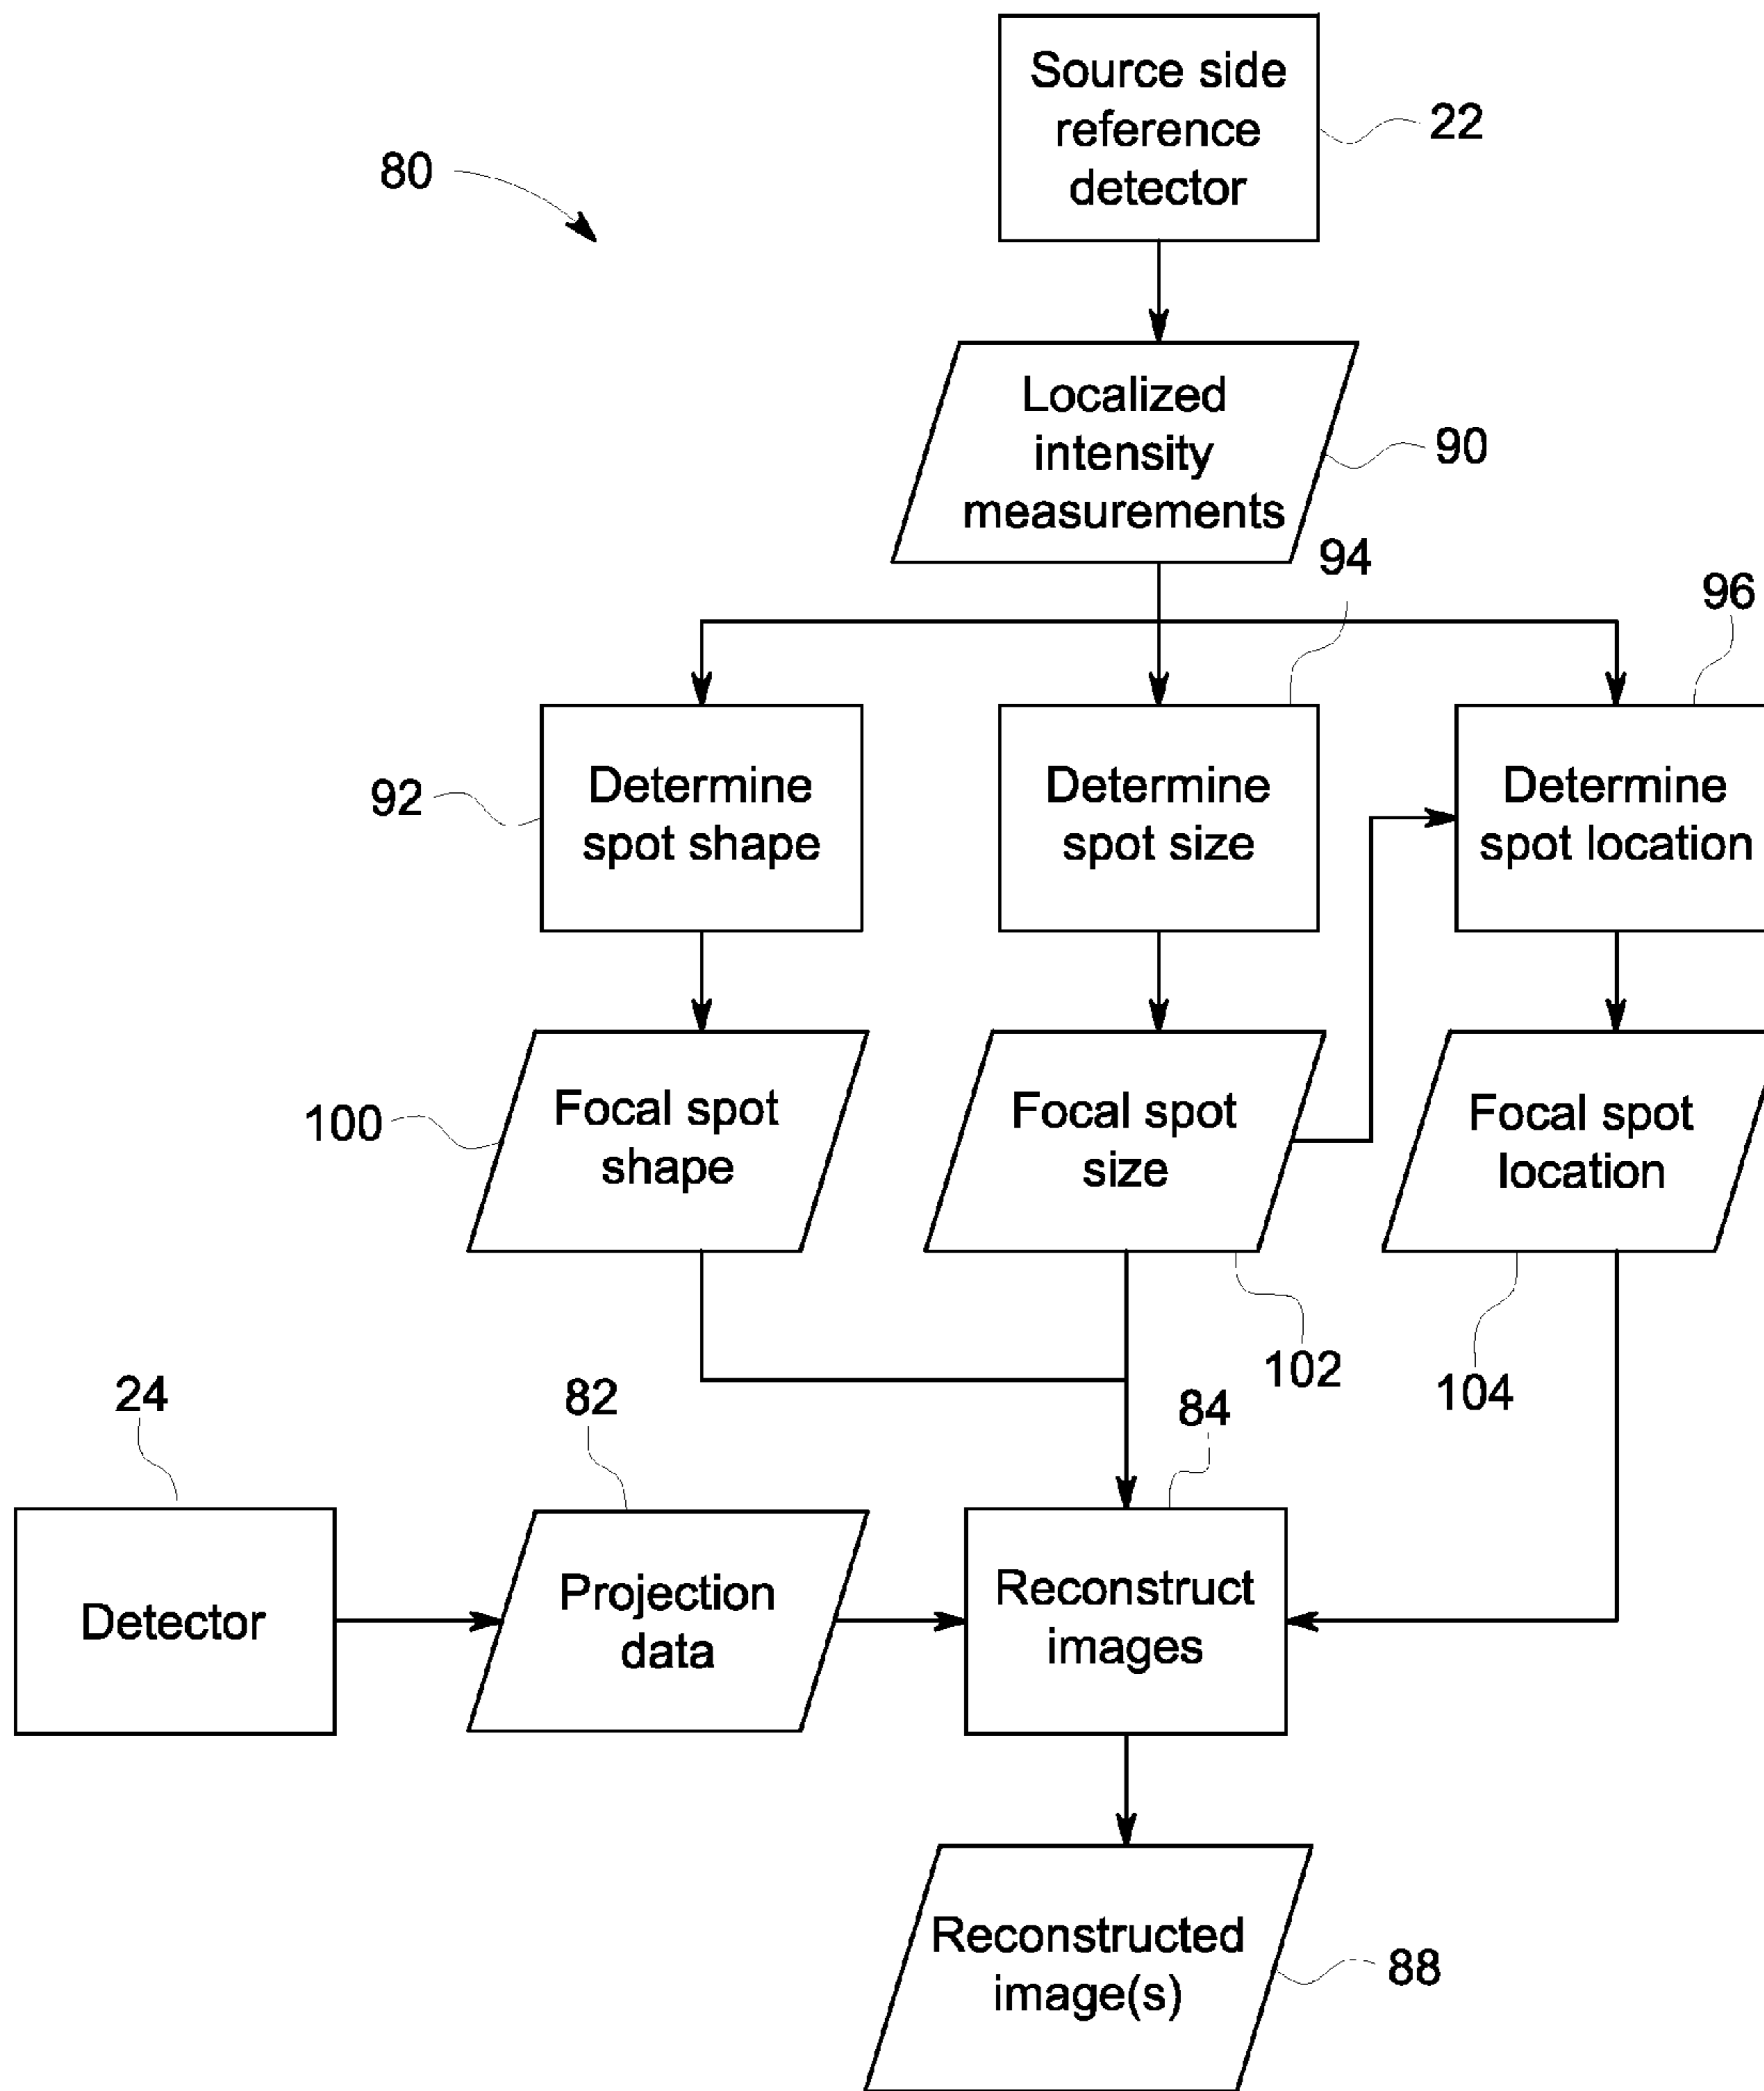 Source side
reference
detector
22
80
Localized
intensity
measurements
90
94
96
92
Determine
spot shape
Determine
spot size
Determine
spot location
100
Focal spot
shape
Focal spot
size
Focal spot
location
102
104
24
82
84
Detector
Projection
data
Reconstruct
images
Reconstructed
image(s)
88